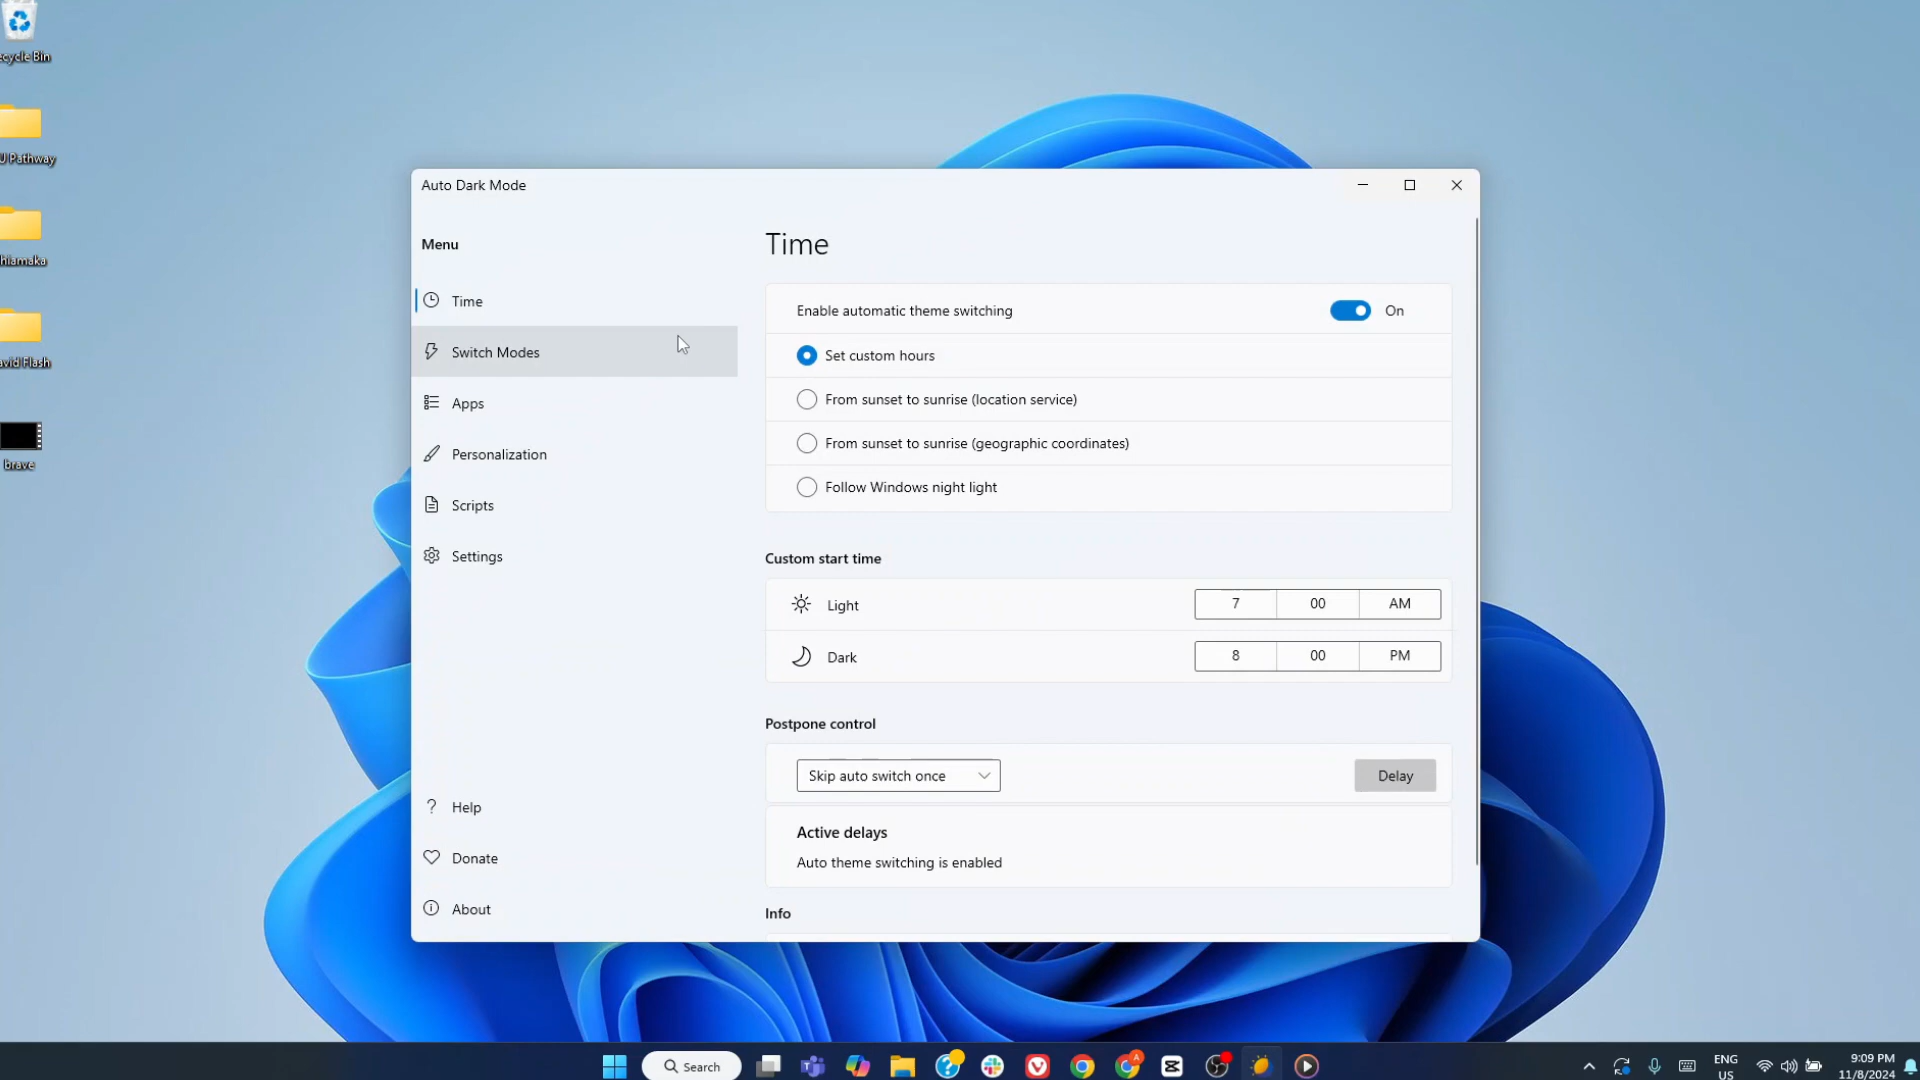 ecycle Bin
U Pathway
hiamaka
avid Flash
brave
Auto Dark Mode
Menu
Time
Switch Modes
Apps
Personalization
Scripts
Settings
Help
Donate
About
Time
Enable automatic theme switching
On
Set custom hours
From sunset to sunrise (location service)
From sunset to sunrise (geographic coordinates)
Follow Windows night light
Custom start time
Light 7 00 AM
Dark 8 00 PM
Postpone control
Skip auto switch once
Delay
Active delays
Auto theme switching is enabled
Info
Search
A
ENG
US
9:09 PM
11/8/2024